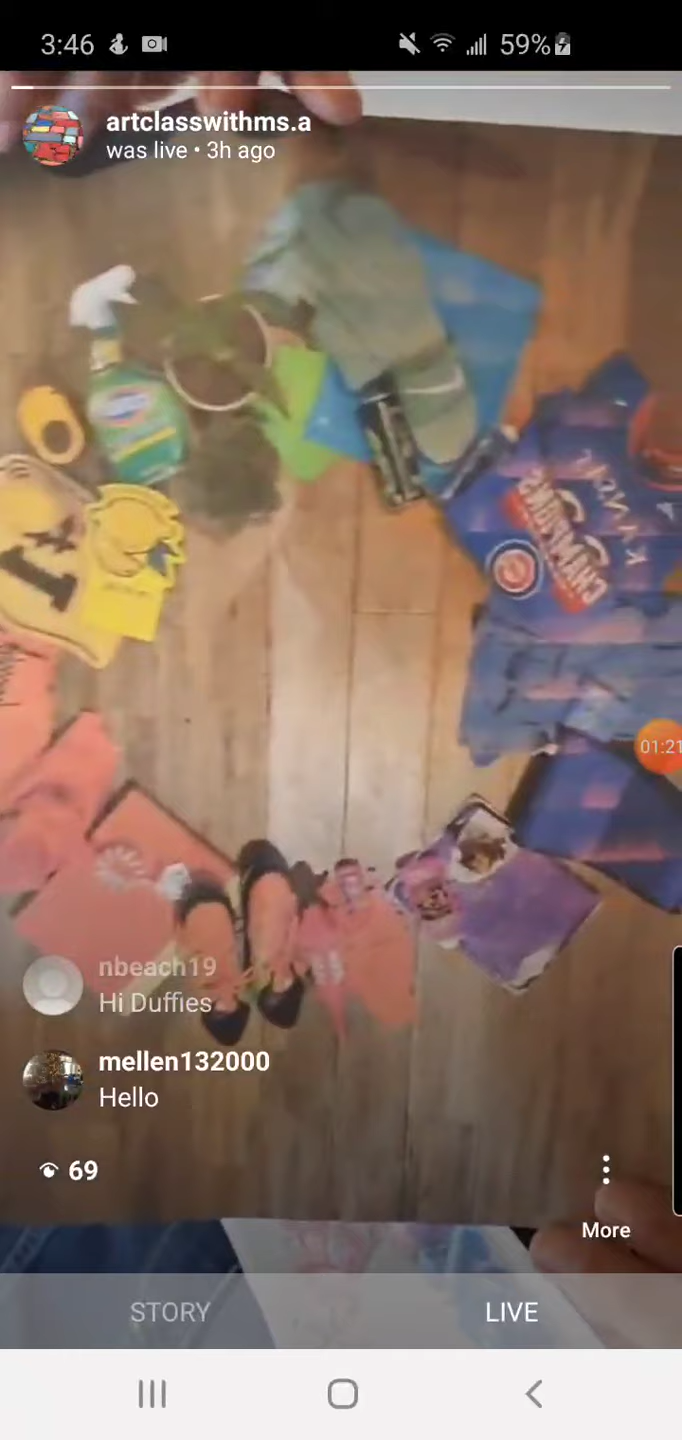 3:46
59%
artclasswithms.a
was live • 3h ago
CHAMPIONS
01:21
nbeach19
Hi Duffies
mellen132000
Hello
69
More
STORY
LIVE